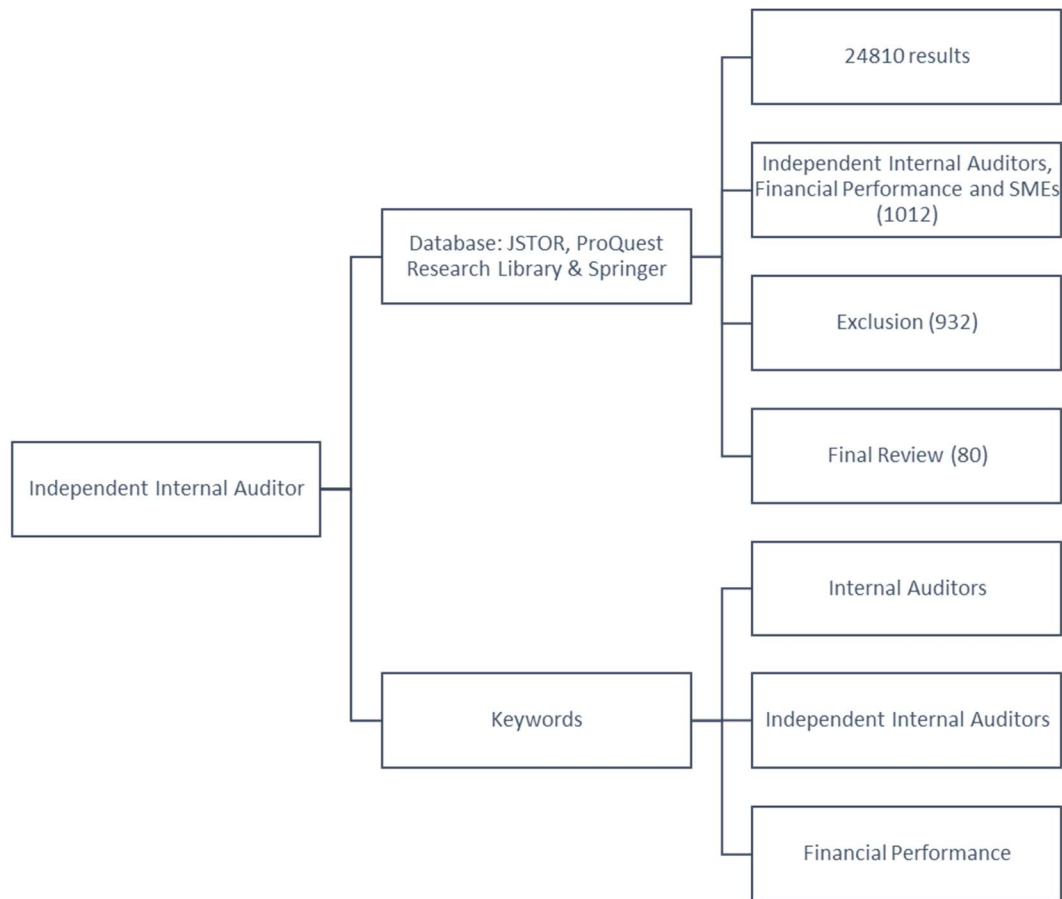 24810 results
Independent Internal Auditors,
Financial Performance and SMEs
(1012)
Database: JSTOR, ProQuest
Research Library & Springer
Exclusion (932)
Final Review (80)
Independent Internal Auditor
Internal Auditors
Keywords
Independent Internal Auditors
Financial Performance